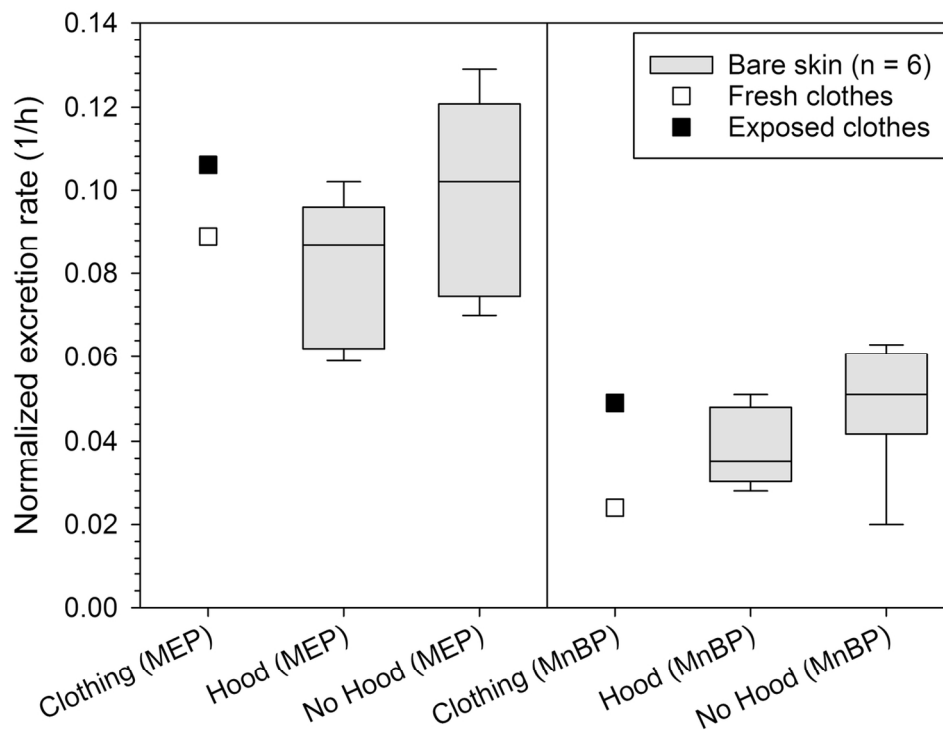 Normalized excretion rate (1/h)
0.14
0.12
0.10
0.08
0.06
0.04
0.02
0.00
Bare skin (n = 6)
Fresh clothes
Exposed clothes
Clothing (MEP)
Hood (MEP)
No Hood (MEP)
Clothing (MnBP)
Hood (MnBP)
No Hood (MnBP)